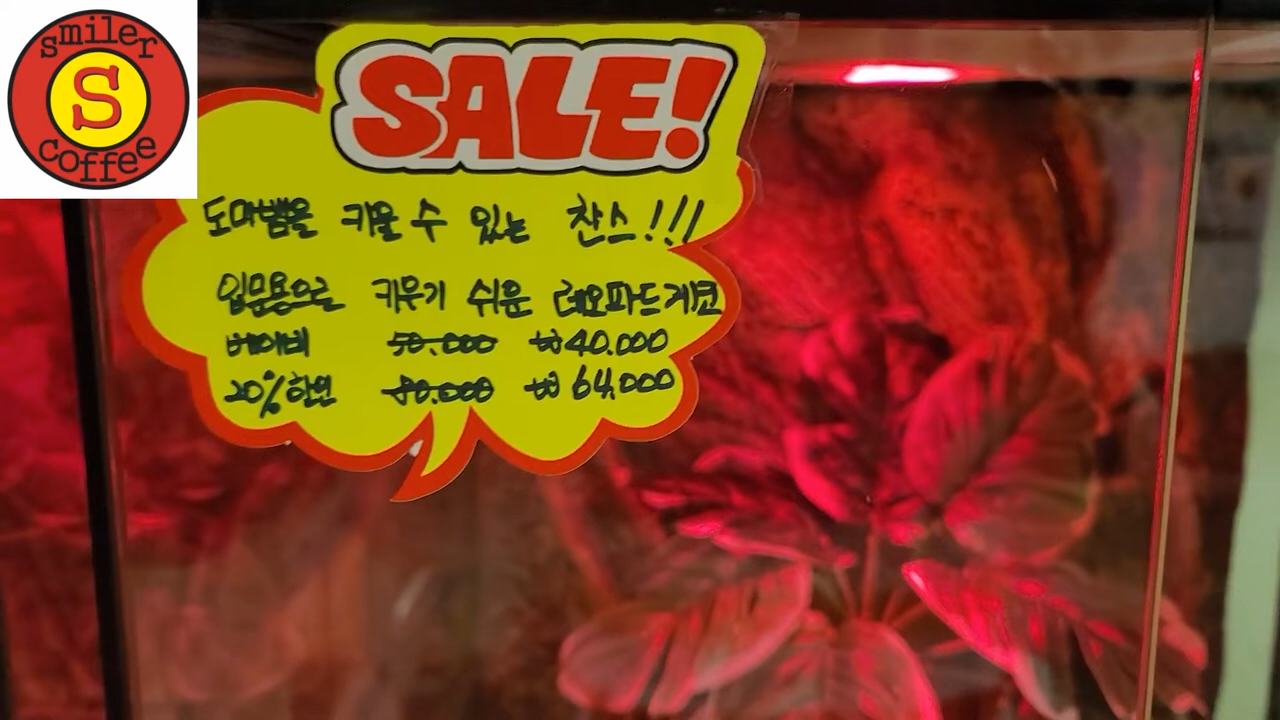 smiler
S
coffee
SALE!
도마뱀을 키울 수 있는 찬스!!!
입문용으로 키우기 쉬운 레오파드게코
베이비 50.000 ₩40.000
20%할인 80.000 ₩64,000